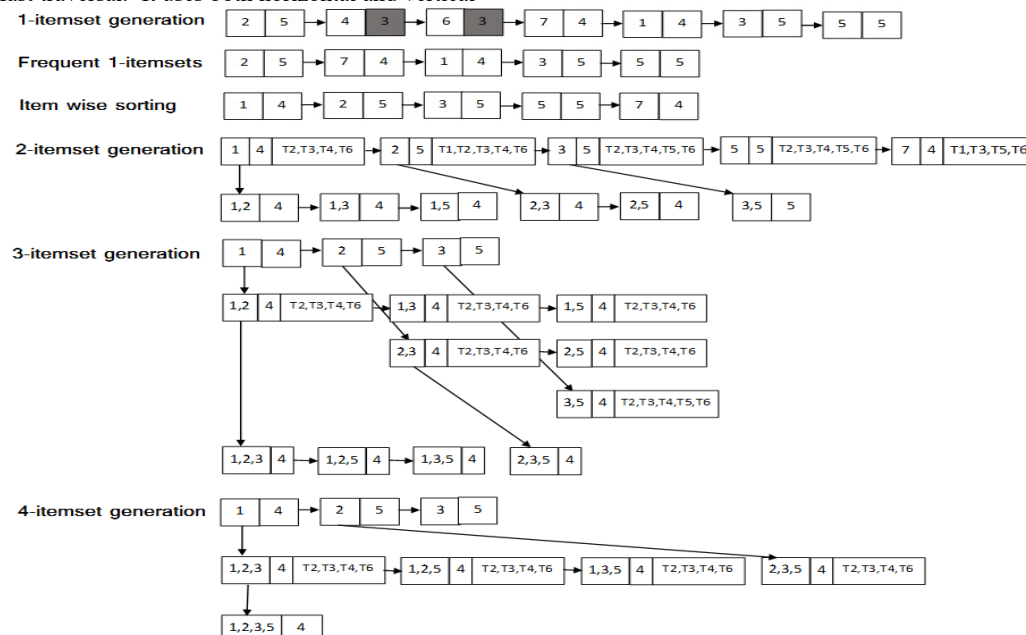 1-itemset generation 2 5 4 3 6 3 7 4 1 4 3 5 5 5
Frequent 1-itemsets 2 5 7 4 1 4 3 5 5 5
Item wise sorting 1 4 2 5 3 5 5 5 7 4
2-itemset generation 1 4 T2,T3,T4,T6 2 5 T1,T2,T3,T4,T6 3 5 T2,T3,T4,T5,T6 5 5 T2,T3,T4,T5,T6 7 4 T1,T3,T5,T6
1,2 4 1,3 4 1,5 4 2,3 4 2,5 4 3,5 5
3-itemset generation 1 4 2 5 3 5
1,2 4 T2,T3,T4,T6 1,3 4 T2,T3,T4,T6 1,5 4 T2,T3,T4,T6
2,3 4 T2,T3,T4,T6 2,5 4 T2,T3,T4,T6
3,5 4 T2,T3,T4,T5,T6
1,2,3 4 1,2,5 4 1,3,5 4 2,3,5 4
4-itemset generation 1 4 2 5 3 5
1,2,3 4 T2,T3,T4,T6 1,2,5 4 T2,T3,T4,T6 1,3,5 4 T2,T3,T4,T6 2,3,5 4 T2,T3,T4,T6
1,2,3,5 4